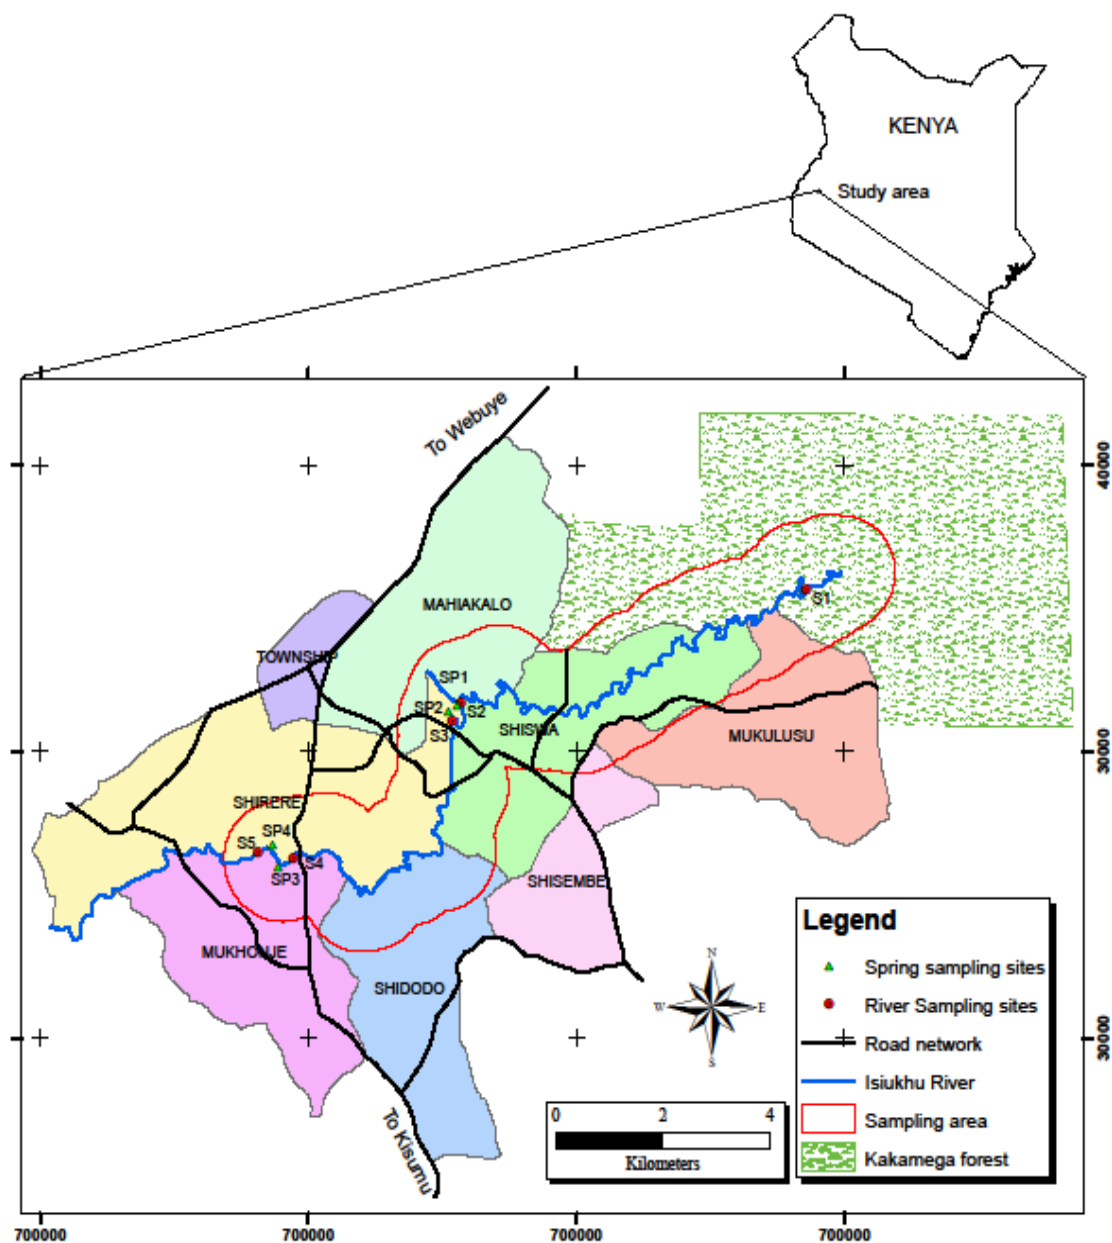 KENYA
Study area
To Webuye
40000
MAHIAKALO
S1
TOWNSHIP
SP1
SP2
S2
S3
SHISWA
MUKULUSU
30000
SHIRERE
SP4
S5
S4
SP3
SHISEMBE
MUKHONJE
SHIDODO
N
W
E
S
30000
To Kisumu
0 2 4
Kilometers
Legend
Spring sampling sites
River Sampling sites
Road network
Isiukhu River
Sampling area
Kakamega forest
700000 700000 700000 700000